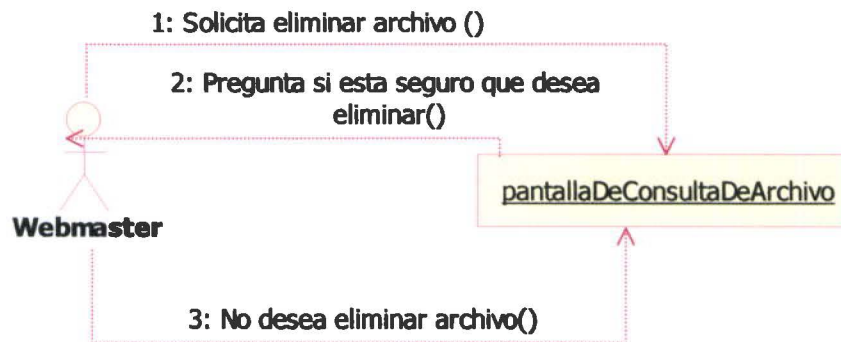 1: Solicita eliminar archivo ()
2: Pregunta si esta seguro que desea
eliminar()
pantallaDeConsultaDeArchivo
Webmaster
3: No desea eliminar archivo()